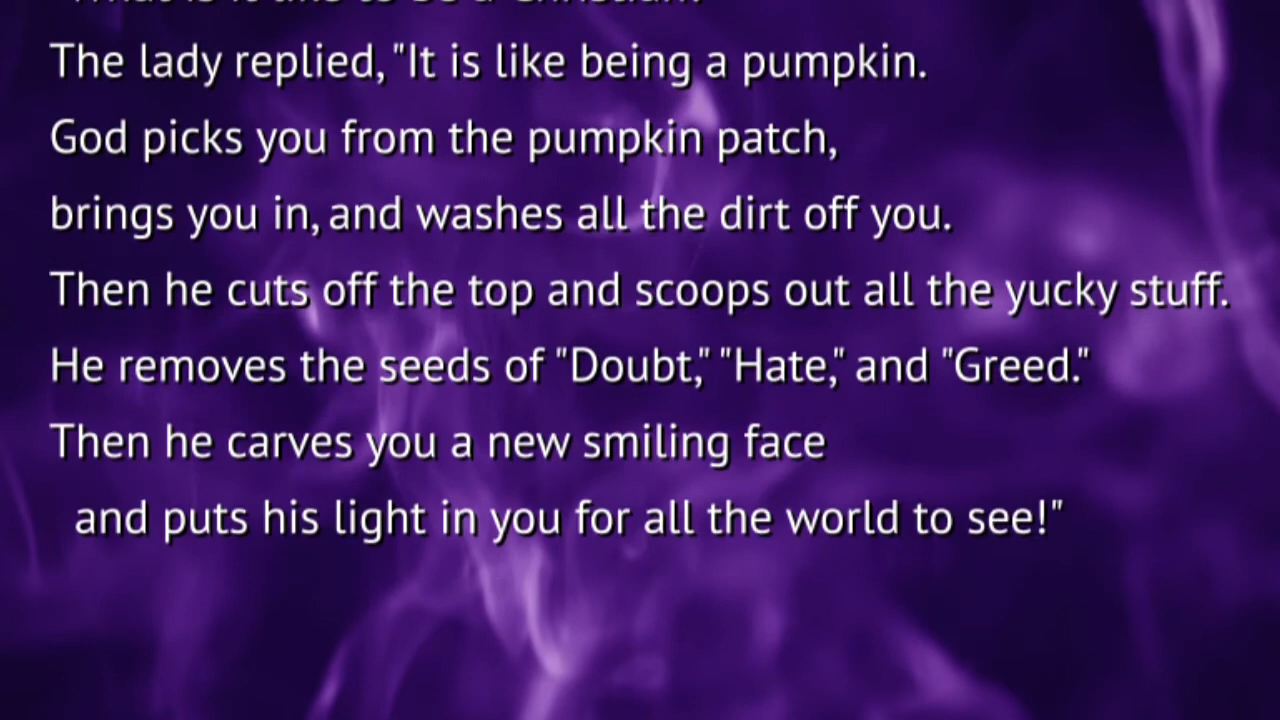 The lady replied, "It is like being a pumpkin.
God picks you from the pumpkin patch,
brings you in, and washes all the dirt off you.
Then he cuts off the top and scoops out all the yucky stuff.
He removes the seeds of "Doubt," "Hate," and "Greed."
Then he carves you a new smiling face
and puts his light in you for all the world to see!"